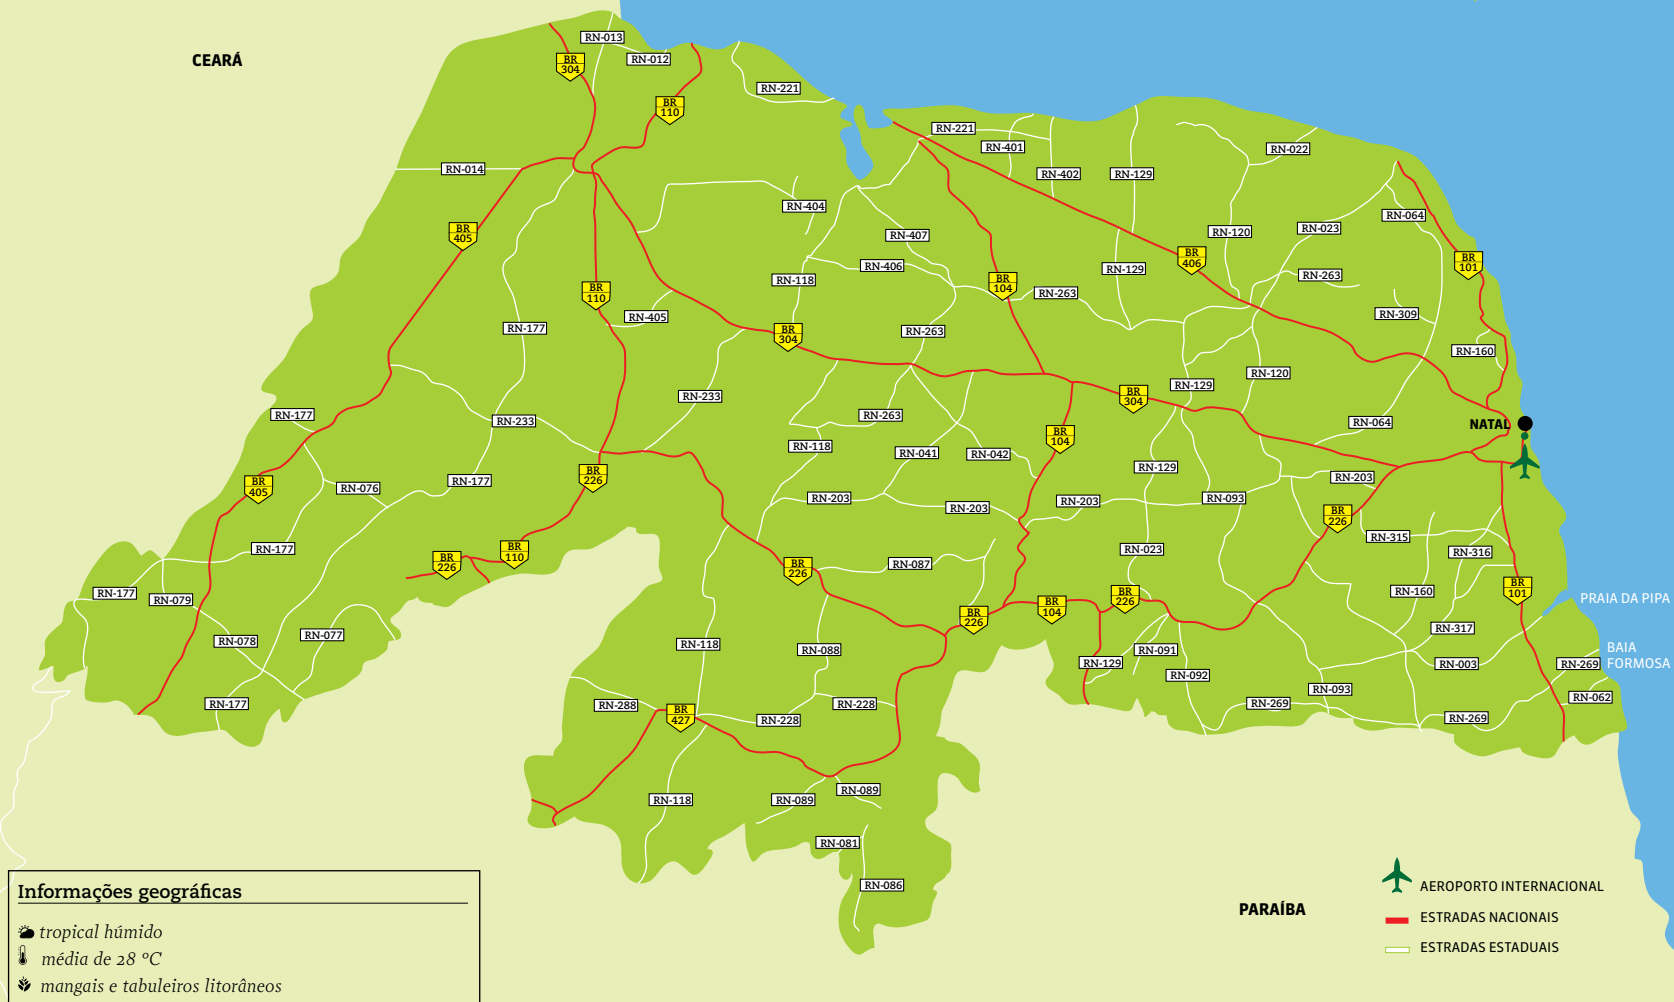 CEARÁ
RN-013
RN-012
BR
304
BR
110
RN-221
RN-221
RN-401
RN-402
RN-129
RN-022
RN-014
BR
405
RN-404
RN-407
RN-406
RN-118
RN-120
RN-023
RN-064
BR
406
BR
101
RN-129
RN-263
BR
104
RN-263
BR
110
RN-405
RN-177
BR
304
RN-263
RN-309
RN-160
RN-120
RN-129
BR
304
RN-233
RN-177
RN-233
RN-263
RN-064
NATAL
BR
104
RN-118
RN-041
RN-042
RN-129
RN-203
BR
405
RN-076
RN-177
BR
226
RN-203
RN-203
RN-203
RN-093
BR
226
RN-315
RN-177
BR
226
BR
110
BR
226
RN-087
RN-023
RN-316
RN-177
RN-079
RN-160
BR
101
PRAIA DA PIPA
BR
226
BR
104
BR
226
RN-078
RN-077
RN-118
RN-088
RN-317
RN-129
RN-091
RN-003
RN-269
BAIA
FORMOSA
RN-092
RN-093
RN-062
RN-177
RN-288
BR
427
RN-228
RN-228
RN-269
RN-269
RN-118
RN-089
RN-089
RN-081
RN-086
PARAÍBA
AEROPORTO INTERNACIONAL
ESTRADAS NACIONAIS
ESTRADAS ESTADUAIS
Informações geográficas
tropical húmido
média de 28 ºC
mangais e tabuleiros litorâneos